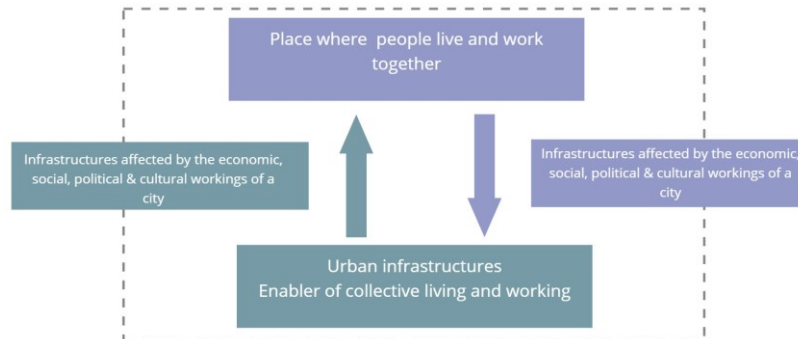 Place where people live and work
together
Infrastructures affected by the economic,
social, political & cultural workings of a
city
Infrastructures affected by the economic,
social, political & cultural workings of a
city
Urban infrastructures
Enabler of collective living and working